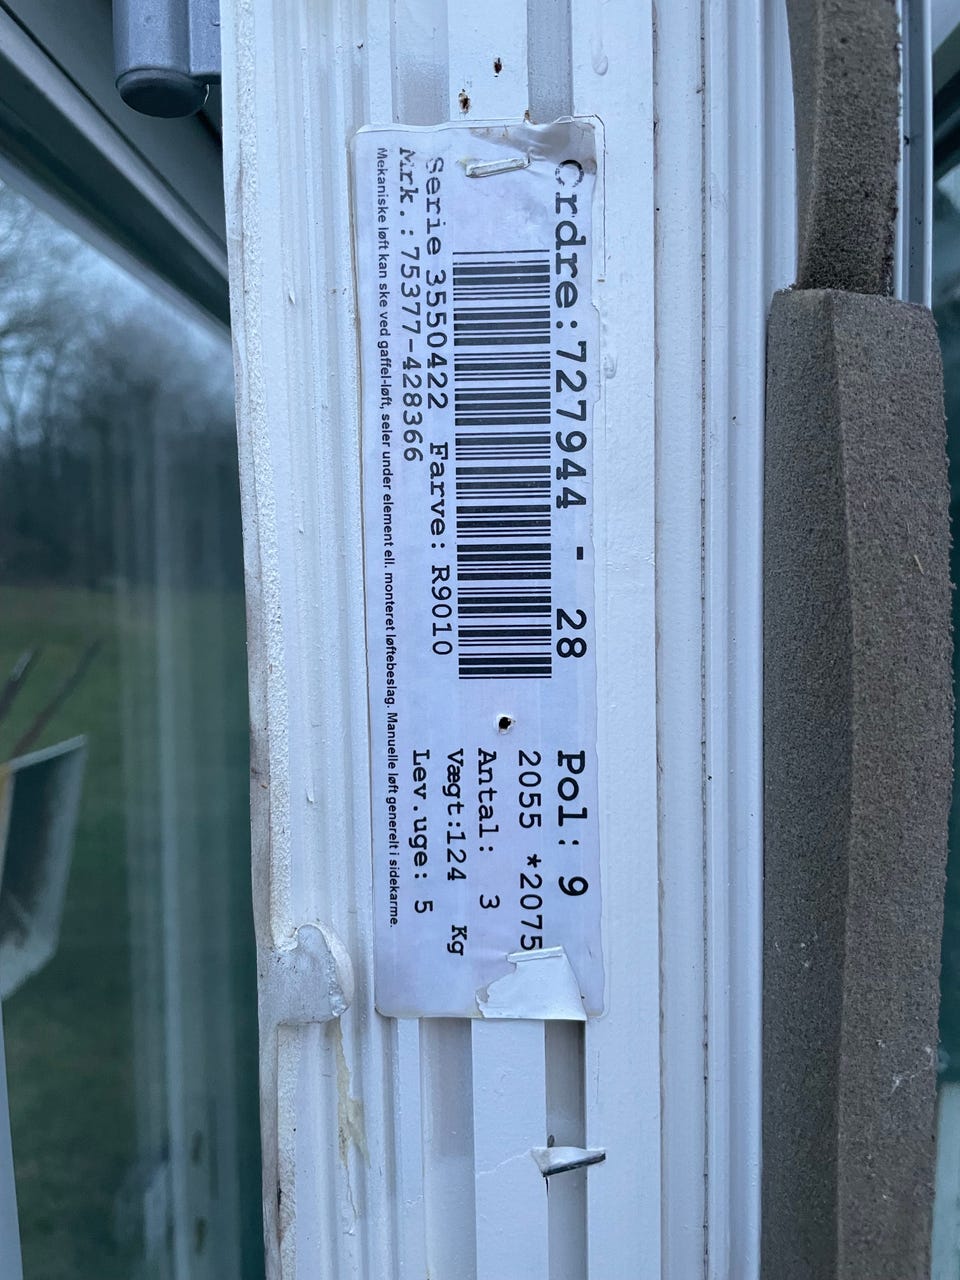 Ordre:727944 - 28 Pol: 9
2055 *2075
Antal: 3
Vægt:124 Kg
Lev.uge: 5
Serie 3550422 Farve: R9010
Mrk.:75377-428366
Mekaniske løft kan ske ved gaffel-løft, seler under element ell. monteret løftebeslag. Manuelle løft generelt i sidekarme.